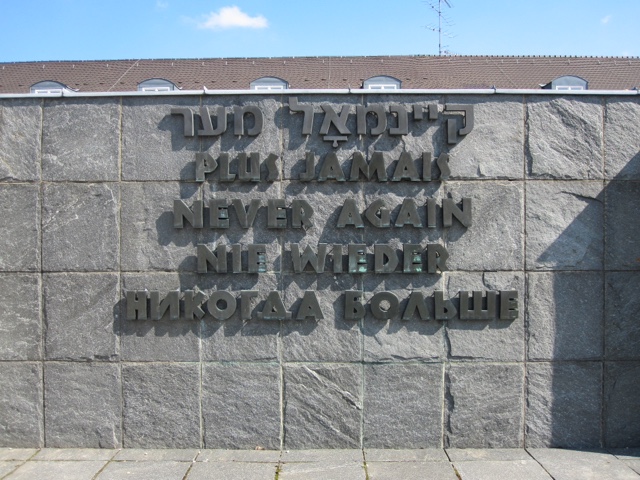 קיינמאָל מער
PLUS JAMAIS
NEVER AGAIN
NIE WIEDER
НИКОГДА БОЛЬШЕ